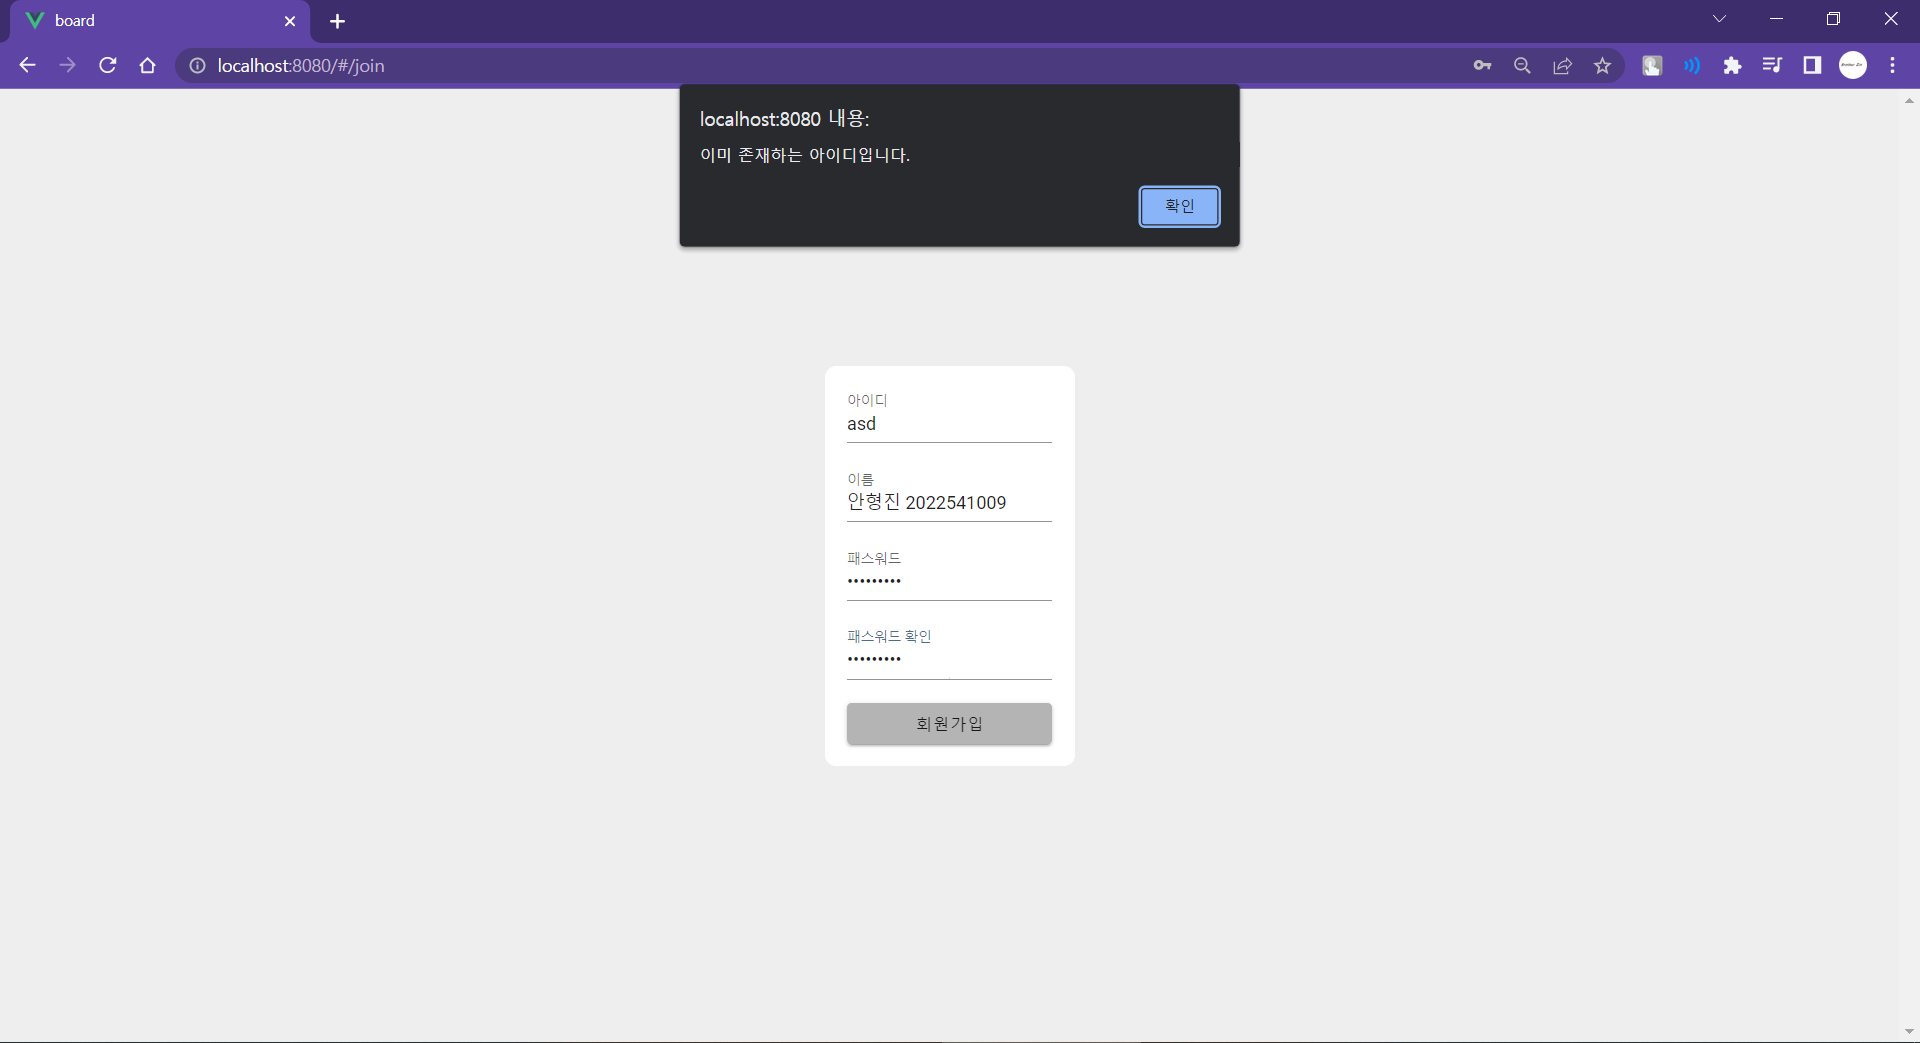 board
localhost:8080/#/join
localhost:8080 내용:
이미 존재하는 아이디입니다.
확인
아이디
asd
이름
안형진 2022541009
패스워드
•••••••••
패스워드 확인
•••••••••
회원가입